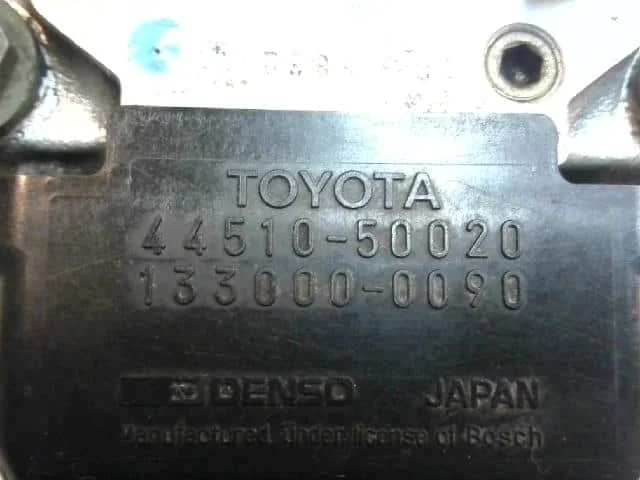 TOYOTA
44510-50020
133000-0090
DENSO JAPAN
Manufactured Under license of Bosch